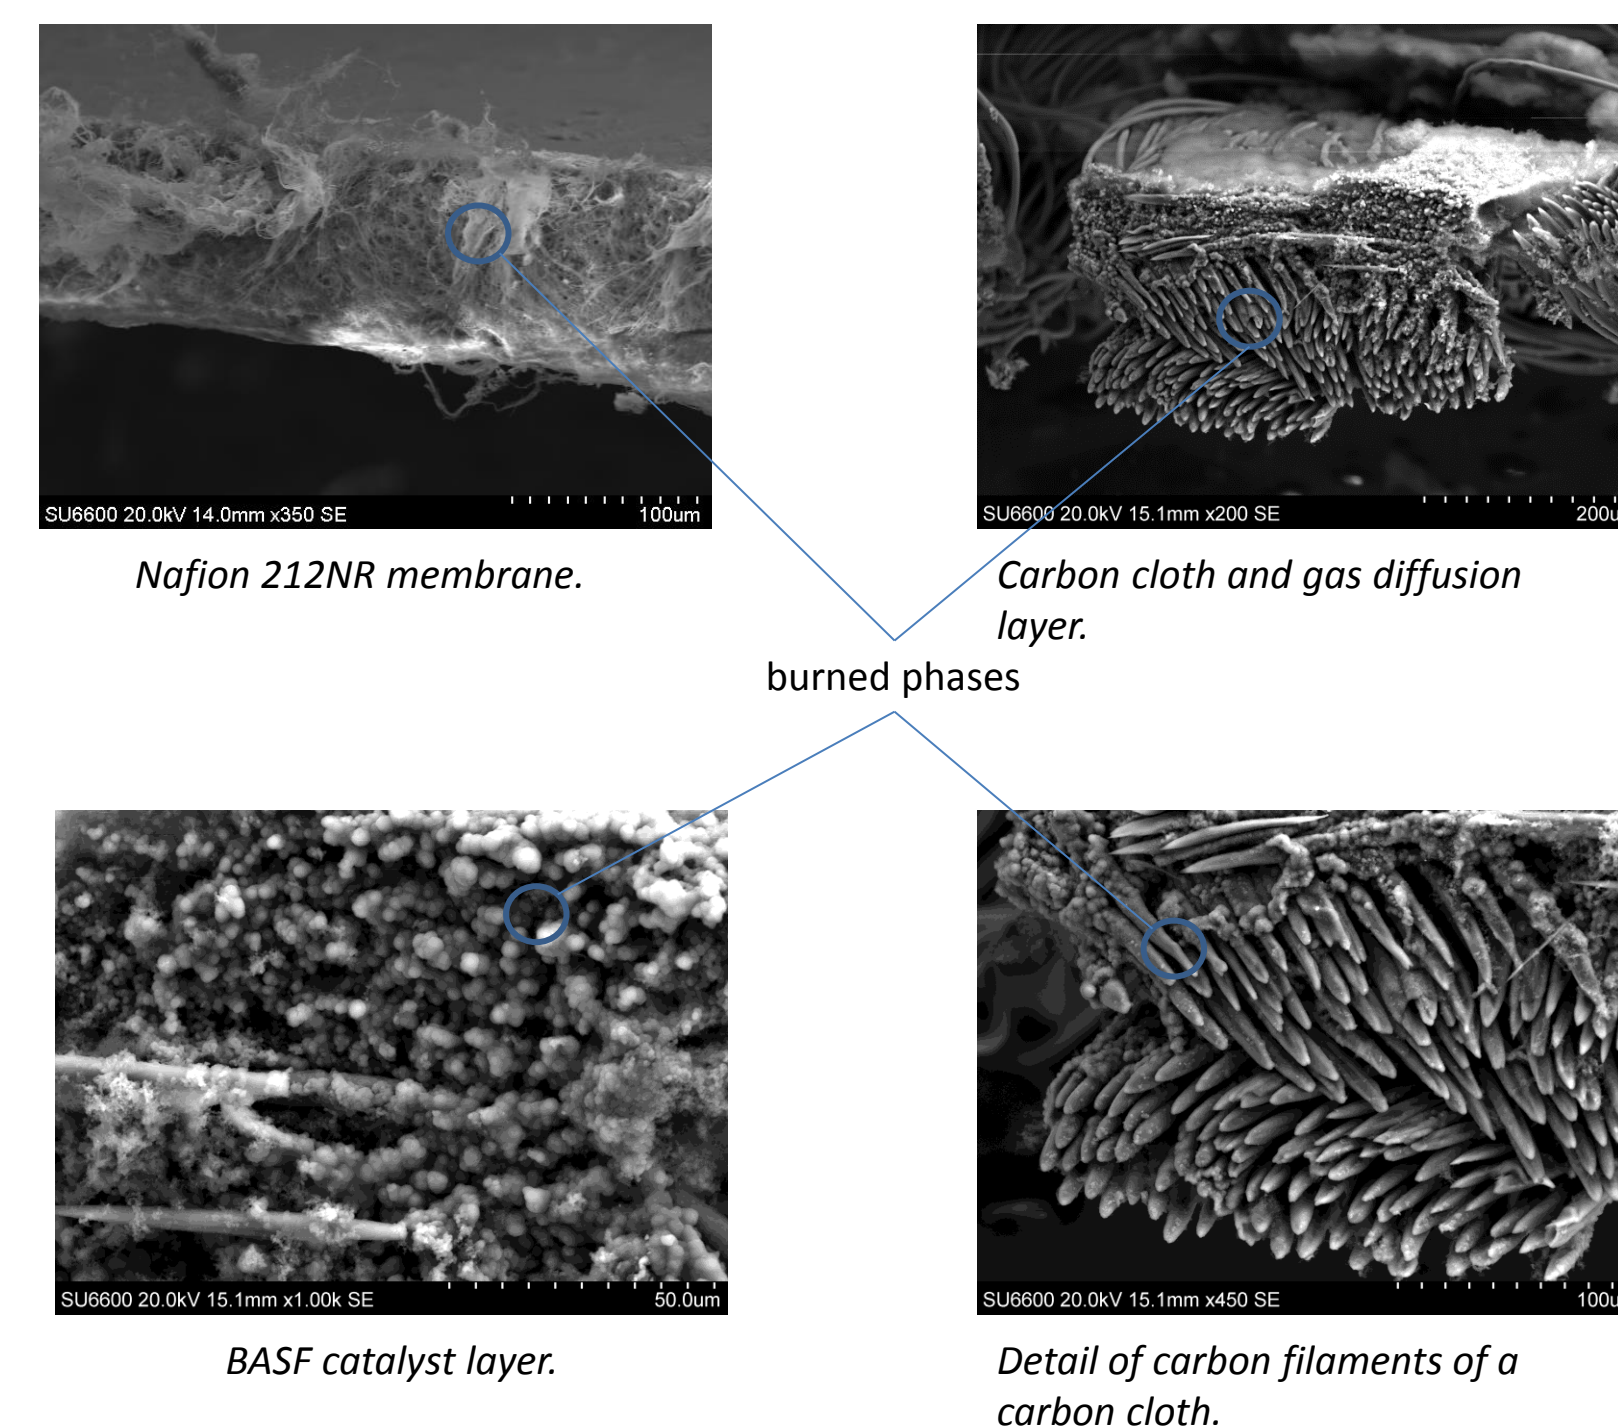 SU6600 20.0kV 14.0mm x350 SE 100um
SU6600 20.0kV 15.1mm x200 SE 200u
Nafion 212NR membrane.
Carbon cloth and gas diffusion
layer.
burned phases
SU6600 20.0kV 15.1mm x1.00k SE 50.0um
SU6600 20.0kV 15.1mm x450 SE 100u
BASF catalyst layer.
Detail of carbon filaments of a
carbon cloth.